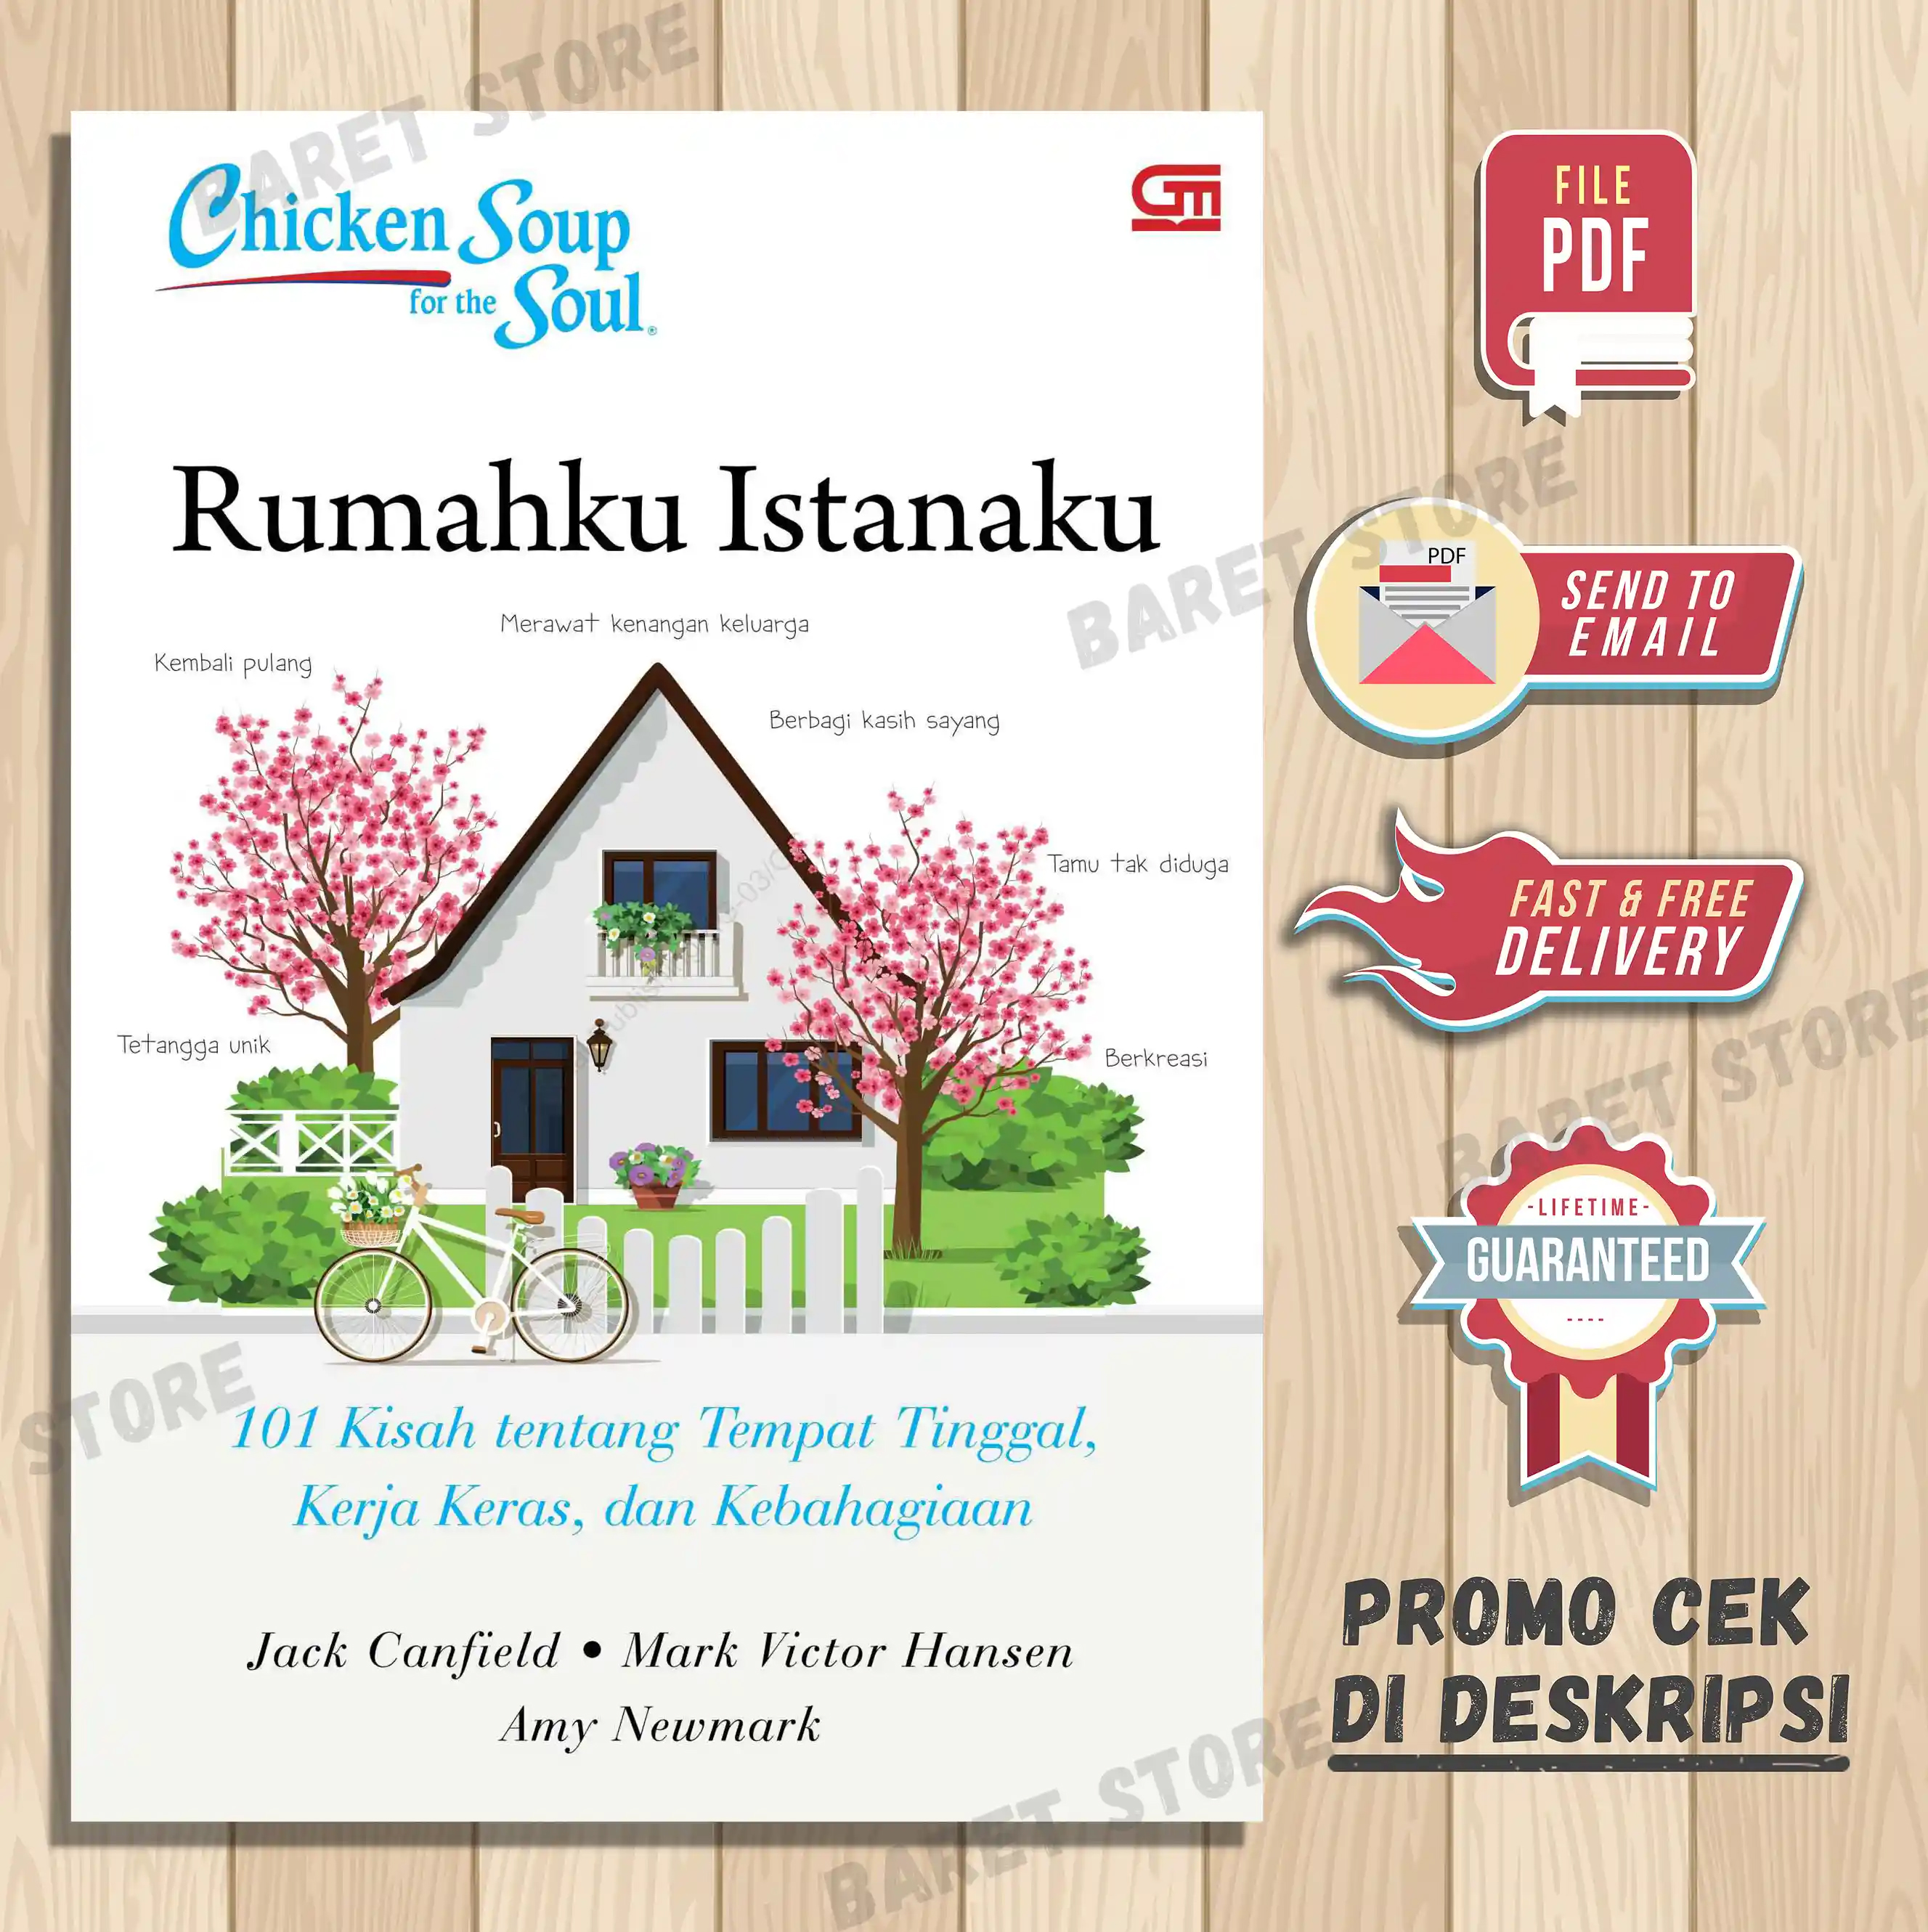 BARET STORE
Chicken Soup
for the Soul®
GM
Rumahku Istanaku
Merawat kenangan keluarga
Kembali pulang
Berbagi kasih sayang
Tamu tak diduga
Tetangga unik
Berkreasi
101 Kisah tentang Tempat Tinggal,
Kerja Keras, dan Kebahagiaan
Jack Canfield • Mark Victor Hansen
Amy Newmark
FILE
PDF
BARET STORE
PDF
SEND TO
EMAIL
FAST & FREE
DELIVERY
BARET STORE
-LIFETIME-
GUARANTEED
----
STORE
PROMO CEK
DI DESKRIPSI
BARET STORE